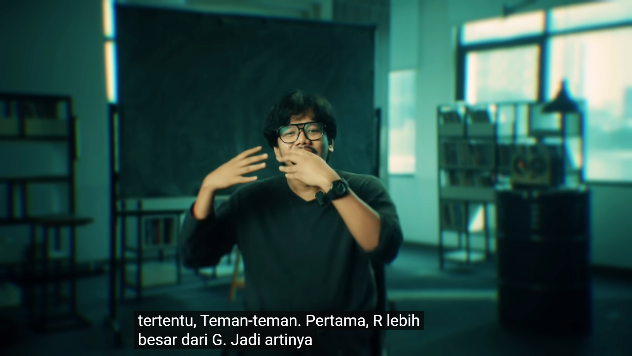 tertentu, Teman-teman. Pertama, R lebih
besar dari G. Jadi artinya